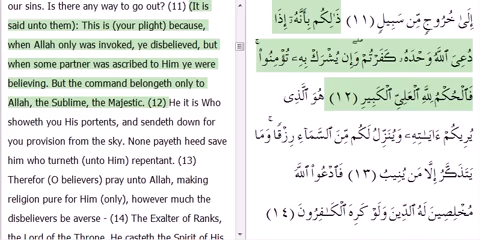 our sins. Is there any way to go out? (11) (It is
said unto them): This is (your plight) because,
when Allah only was invoked, ye disbelieved, but
when some partner was ascribed to Him ye were
believing. But the command belongeth only to
Allah, the Sublime, the Majestic. (12) He it is Who
showeth you His portents, and sendeth down for
you provision from the sky. None payeth heed save
him who turneth (unto Him) repentant. (13)
Therefor (O believers) pray unto Allah, making
religion pure for Him (only), however much the
disbelievers be averse - (14) The Exalter of Ranks,
the Lord of the Throne. He casteth the Spirit of His
إِلَىٰ خُرُوجٍ مِّن سَبِيلٍ (١١) ذَٰلِكُم بِأَنَّهُۥٓ إِذَا
دُعِىَ ٱللَّهُ وَحْدَهُۥ كَفَرْتُمْ ۖ وَإِن يُشْرَكْ بِهِۦ تُؤْمِنُوا۟ ۚ
فَٱلْحُكْمُ لِلَّهِ ٱلْعَلِىِّ ٱلْكَبِيرِ (١٢) هُوَ ٱلَّذِى
يُرِيكُمْ ءَايَـٰتِهِۦ وَيُنَزِّلُ لَكُم مِّنَ ٱلسَّمَآءِ رِزْقًا ۚ وَمَا
يَتَذَكَّرُ إِلَّا مَن يُنِيبُ (١٣) فَٱدْعُوا۟ ٱللَّهَ
مُخْلِصِينَ لَهُ ٱلدِّينَ وَلَوْ كَرِهَ ٱلْكَـٰفِرُونَ (١٤)